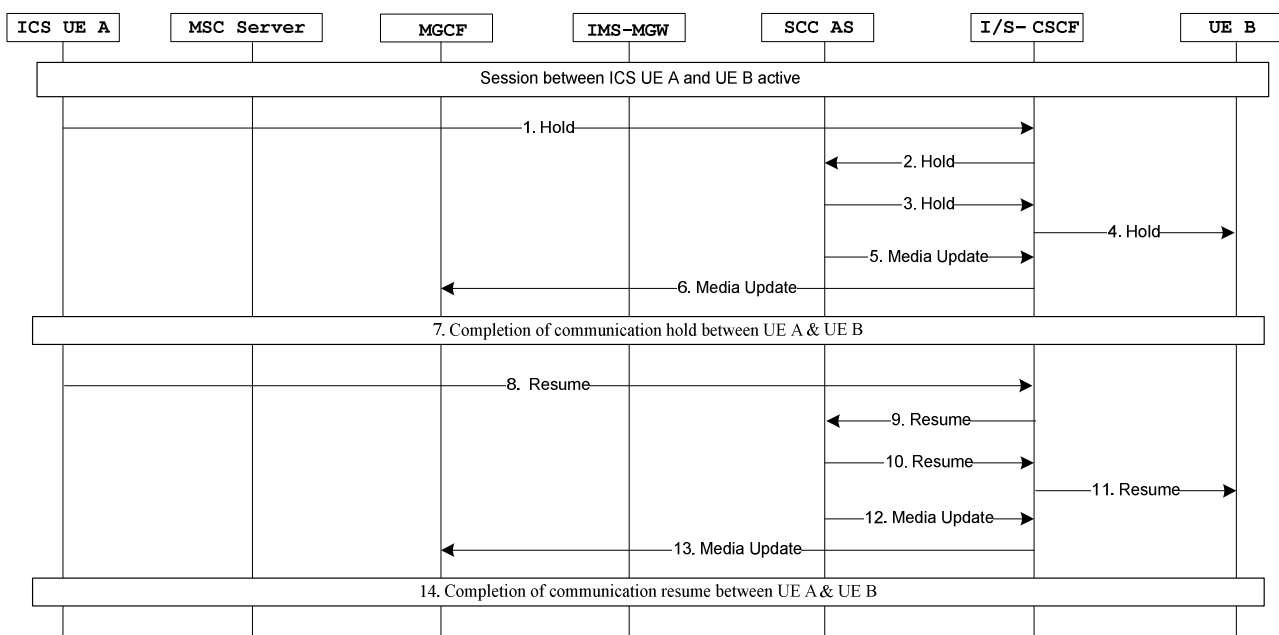 ICS UE A
MSC Server
MGCF
IMS-MGW
SCC AS
I/S- CSCF
UE B
Session between ICS UE A and UE B active
1. Hold
2. Hold
3. Hold
4. Hold
5. Media Update
6. Media Update
7. Completion of communication hold between UE A & UE B
8. Resume
9. Resume
10. Resume
11. Resume
12. Media Update
13. Media Update
14. Completion of communication resume between UE A & UE B